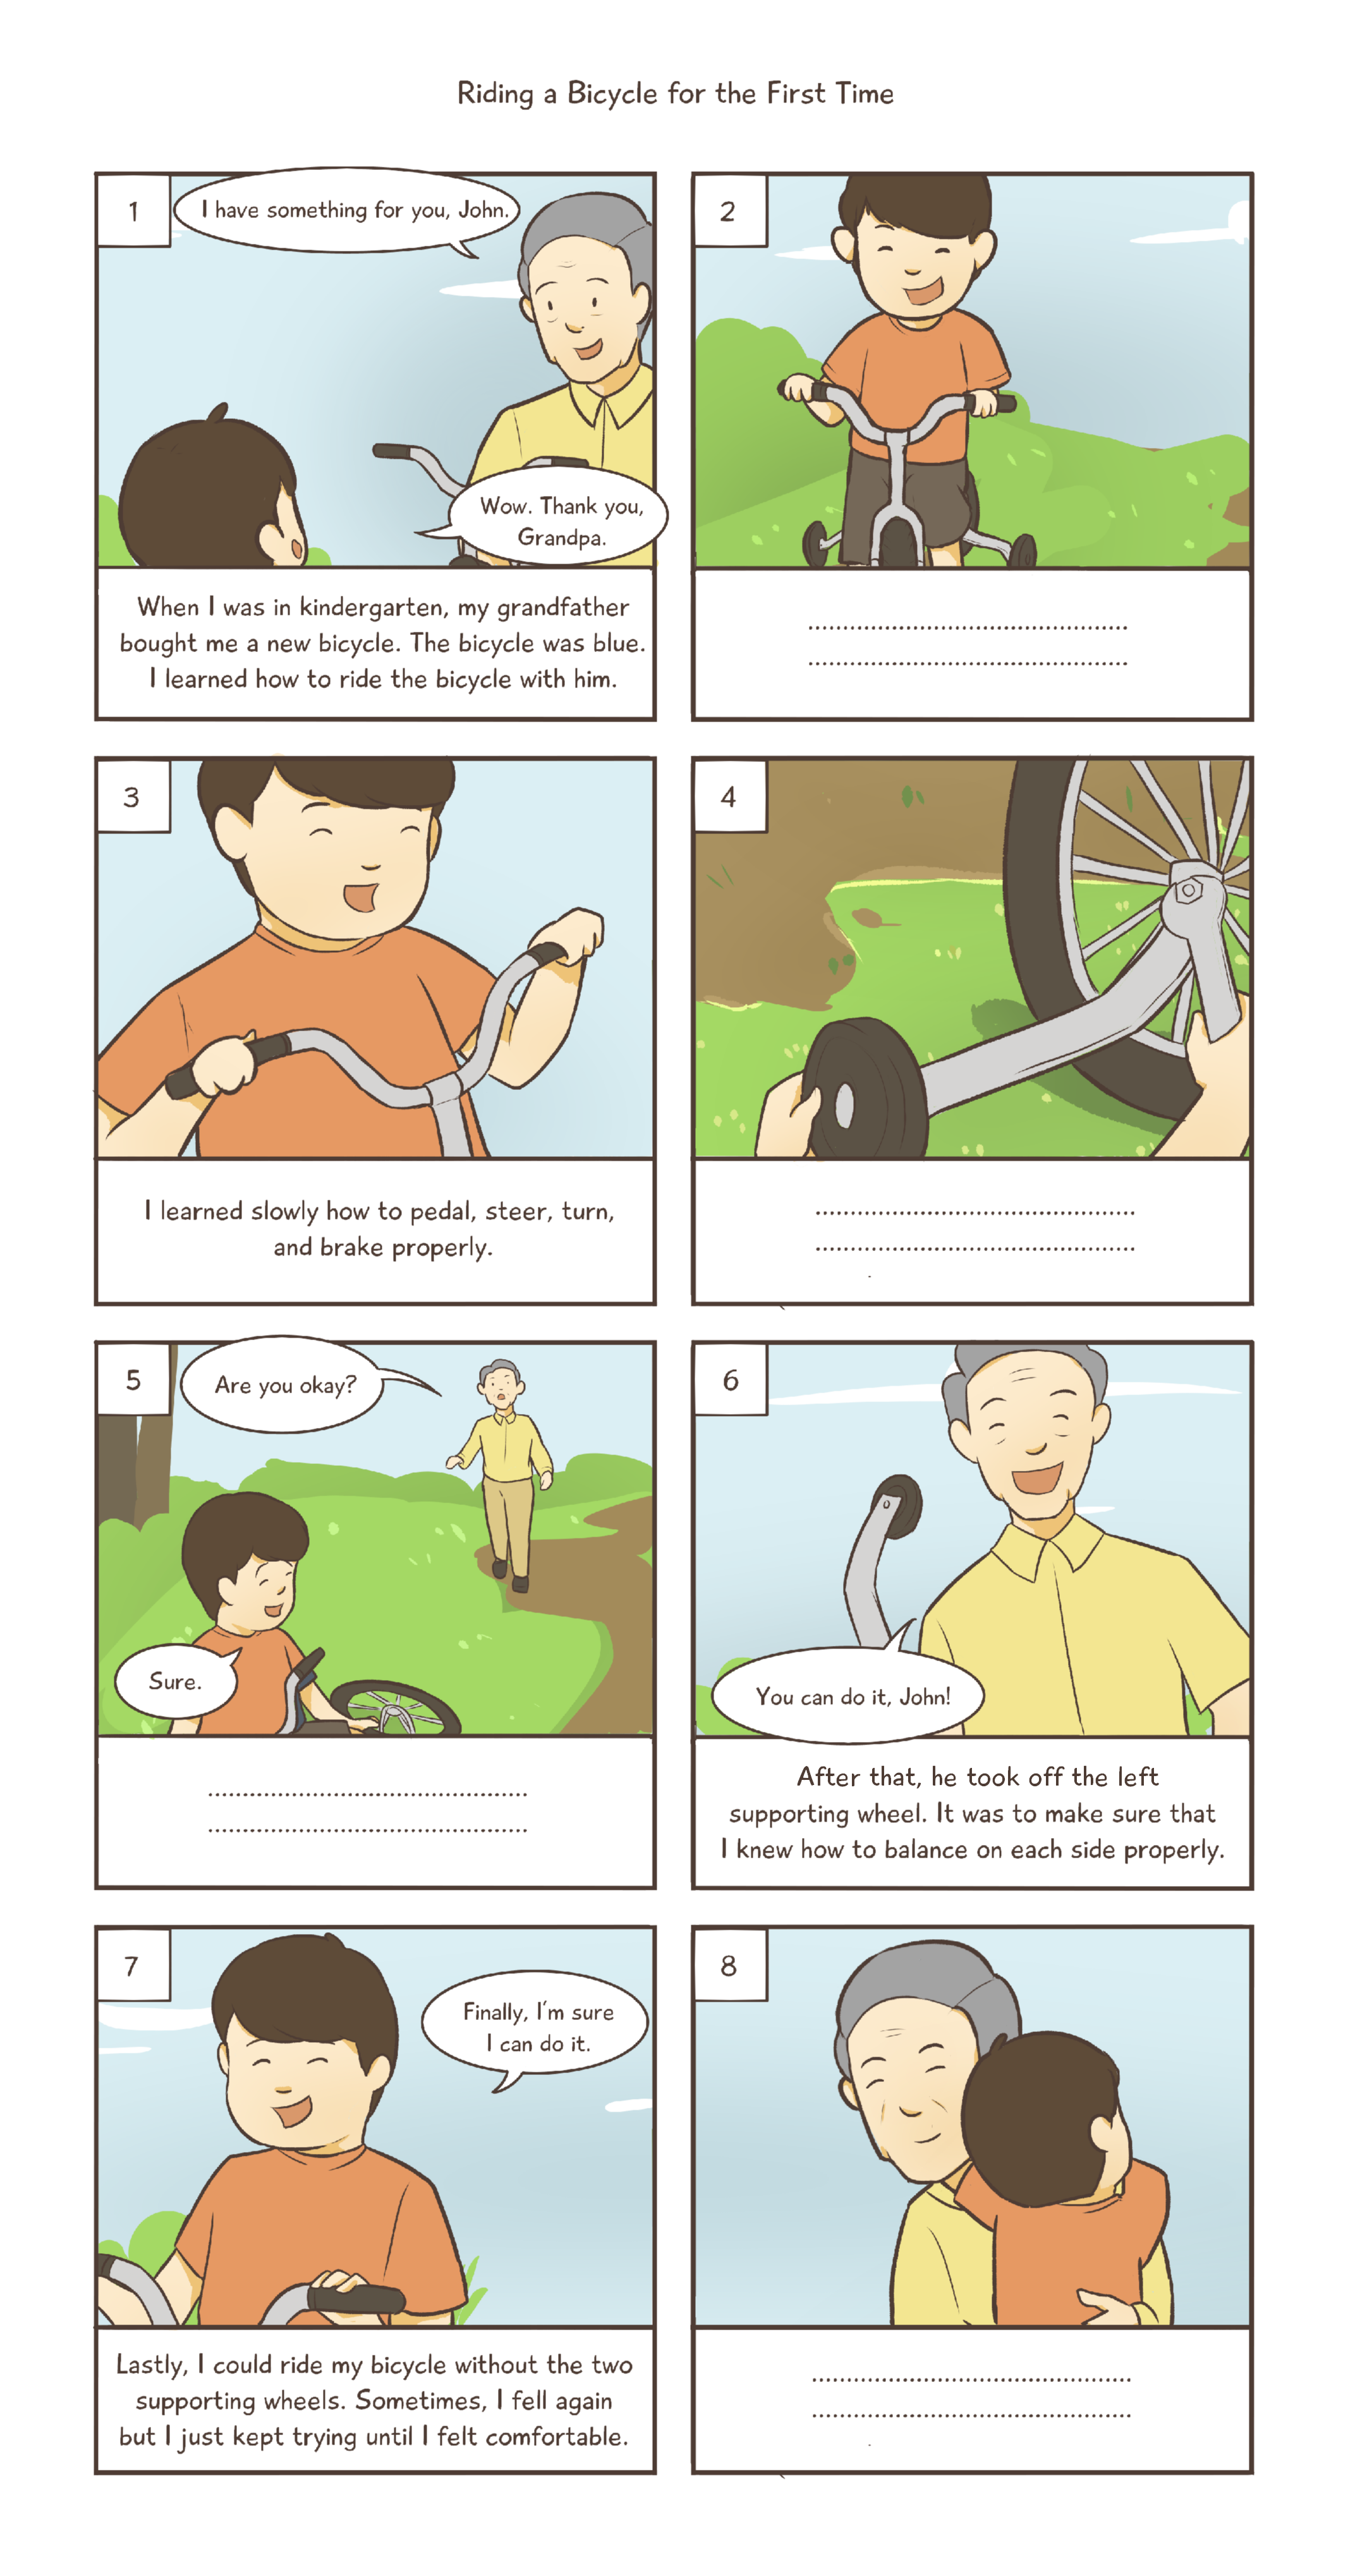 Riding a Bicycle for the First Time
1
I have something for you, John.
Wow. Thank you,
Grandpa.
When I was in kindergarten, my grandfather
bought me a new bicycle. The bicycle was blue.
I learned how to ride the bicycle with him.
2
3
I learned slowly how to pedal, steer, turn,
and brake properly.
4
5
Are you okay?
Sure.
6
You can do it, John!
After that, he took off the left
supporting wheel. It was to make sure that
I knew how to balance on each side properly.
7
Finally, I'm sure
I can do it.
Lastly, I could ride my bicycle without the two
supporting wheels. Sometimes, I fell again
but I just kept trying until I felt comfortable.
8